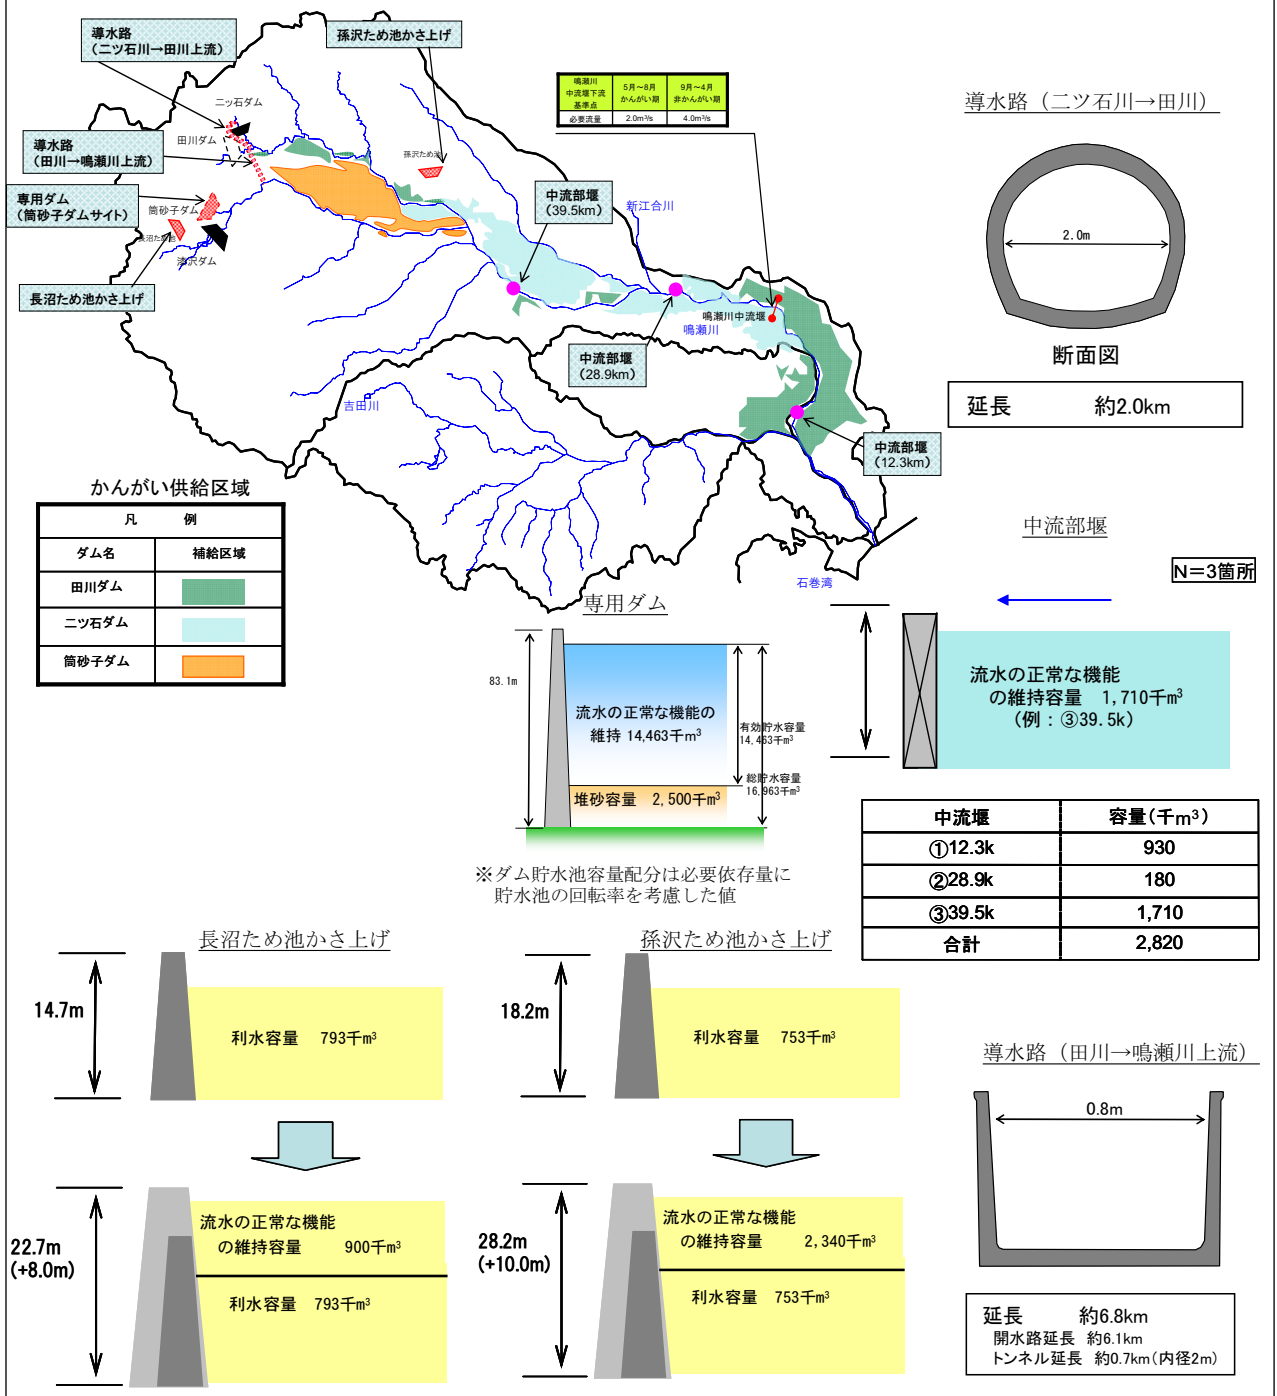 導水路
（二ツ石川→田川上流）
孫沢ため池かさ上げ
鳴瀬川
中流堰下流
基準点
5月～8月
かんがい期
9月～4月
非かんがい期
必要流量
2.0m³/s
4.0m³/s
導水路（二ツ石川→田川）
2.0m
断面図
延長　　　約2.0km
二ツ石ダム
田川ダム
導水路
（田川→鳴瀬川上流）
専用ダム
（筒砂子ダムサイト）
筒砂子ダム
長沼ため池
漆沢ダム
長沼ため池かさ上げ
孫沢ため池
中流部堰
（39.5km）
新江合川
鳴瀬川中流堰
鳴瀬川
中流部堰
（28.9km）
吉田川
中流部堰
（12.3km）
石巻湾
かんがい供給区域
凡　　例
ダム名
補給区域
田川ダム
二ツ石ダム
筒砂子ダム
専用ダム
83.1m
流水の正常な機能の
維持 14,463千m³
有効貯水容量
14,463千m³
総貯水容量
16,963千m³
堆砂容量　2,500千m³
※ダム貯水池容量配分は必要依存量に
貯水池の回転率を考慮した値
中流部堰
N＝3箇所
流水の正常な機能
の維持容量　1,710千m³
（例：③39.5k）
中流堰
容量（千m³）
①12.3k
930
②28.9k
180
③39.5k
1,710
合計
2,820
長沼ため池かさ上げ
14.7m
利水容量　793千m³
22.7m
(+8.0m)
流水の正常な機能
の維持容量　900千m³
利水容量　793千m³
孫沢ため池かさ上げ
18.2m
利水容量　753千m³
28.2m
(+10.0m)
流水の正常な機能
の維持容量　2,340千m³
利水容量　753千m³
導水路（田川→鳴瀬川上流）
0.8m
延長　　　約6.8km
開水路延長　約6.1km
トンネル延長　約0.7km（内径2m）